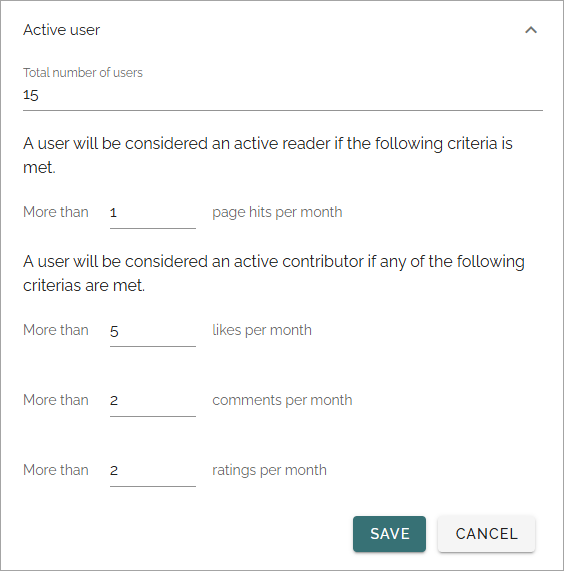 Active user
Total number of users
15
A user will be considered an active reader if the following criteria is
met.
More than 1 page hits per month
A user will be considered an active contributor if any of the following
criterias are met.
More than 5 likes per month
More than 2 comments per month
More than 2 ratings per month
SAVE CANCEL